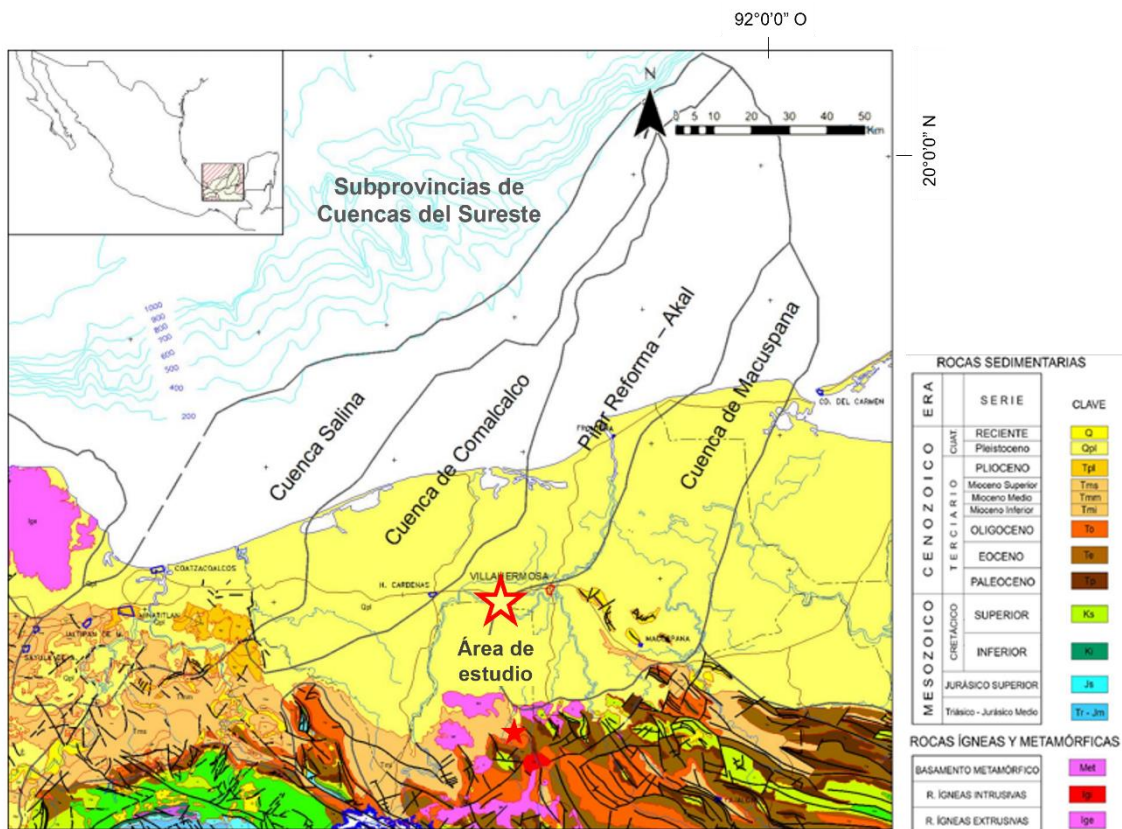 92°0'0" O
20°0'0" N
N
0 5 10 20 30 40 50
Km
Subprovincias de
Cuencas del Sureste
1000
900
800
700
600
500
400
200
Cuenca Salina
Cuenca de Comalcalco
Pilar Reforma – Akal
Cuenca de Macuspana
CD. DEL CARMEN
COATZACOALCOS
H. CARDENAS
VILLAHERMOSA
MINATITLAN
JALTIPAN DE M.
MACUSPANA
Qpl
Área de
estudio
Ige
Qpl
Tms
ROCAS SEDIMENTARIAS
ERA
SERIE
CLAVE
CENOZOICO
CUAT.
RECIENTE
Q
Pleistoceno
Qpl
TERCIARIO
PLIOCENO
Tpl
Mioceno Superior
Tms
Mioceno Medio
Tmm
Mioceno Inferior
Tmi
OLIGOCENO
To
EOCENO
Te
PALEOCENO
Tp
MESOZOICO
CRETÁCICO
SUPERIOR
Ks
INFERIOR
Ki
JURÁSICO SUPERIOR
Js
Triásico - Jurásico Medio
Tr - Jm
ROCAS ÍGNEAS Y METAMÓRFICAS
BASAMENTO METAMÓRFICO
Met
R. ÍGNEAS INTRUSIVAS
Igi
R. ÍGNEAS EXTRUSIVAS
Ige